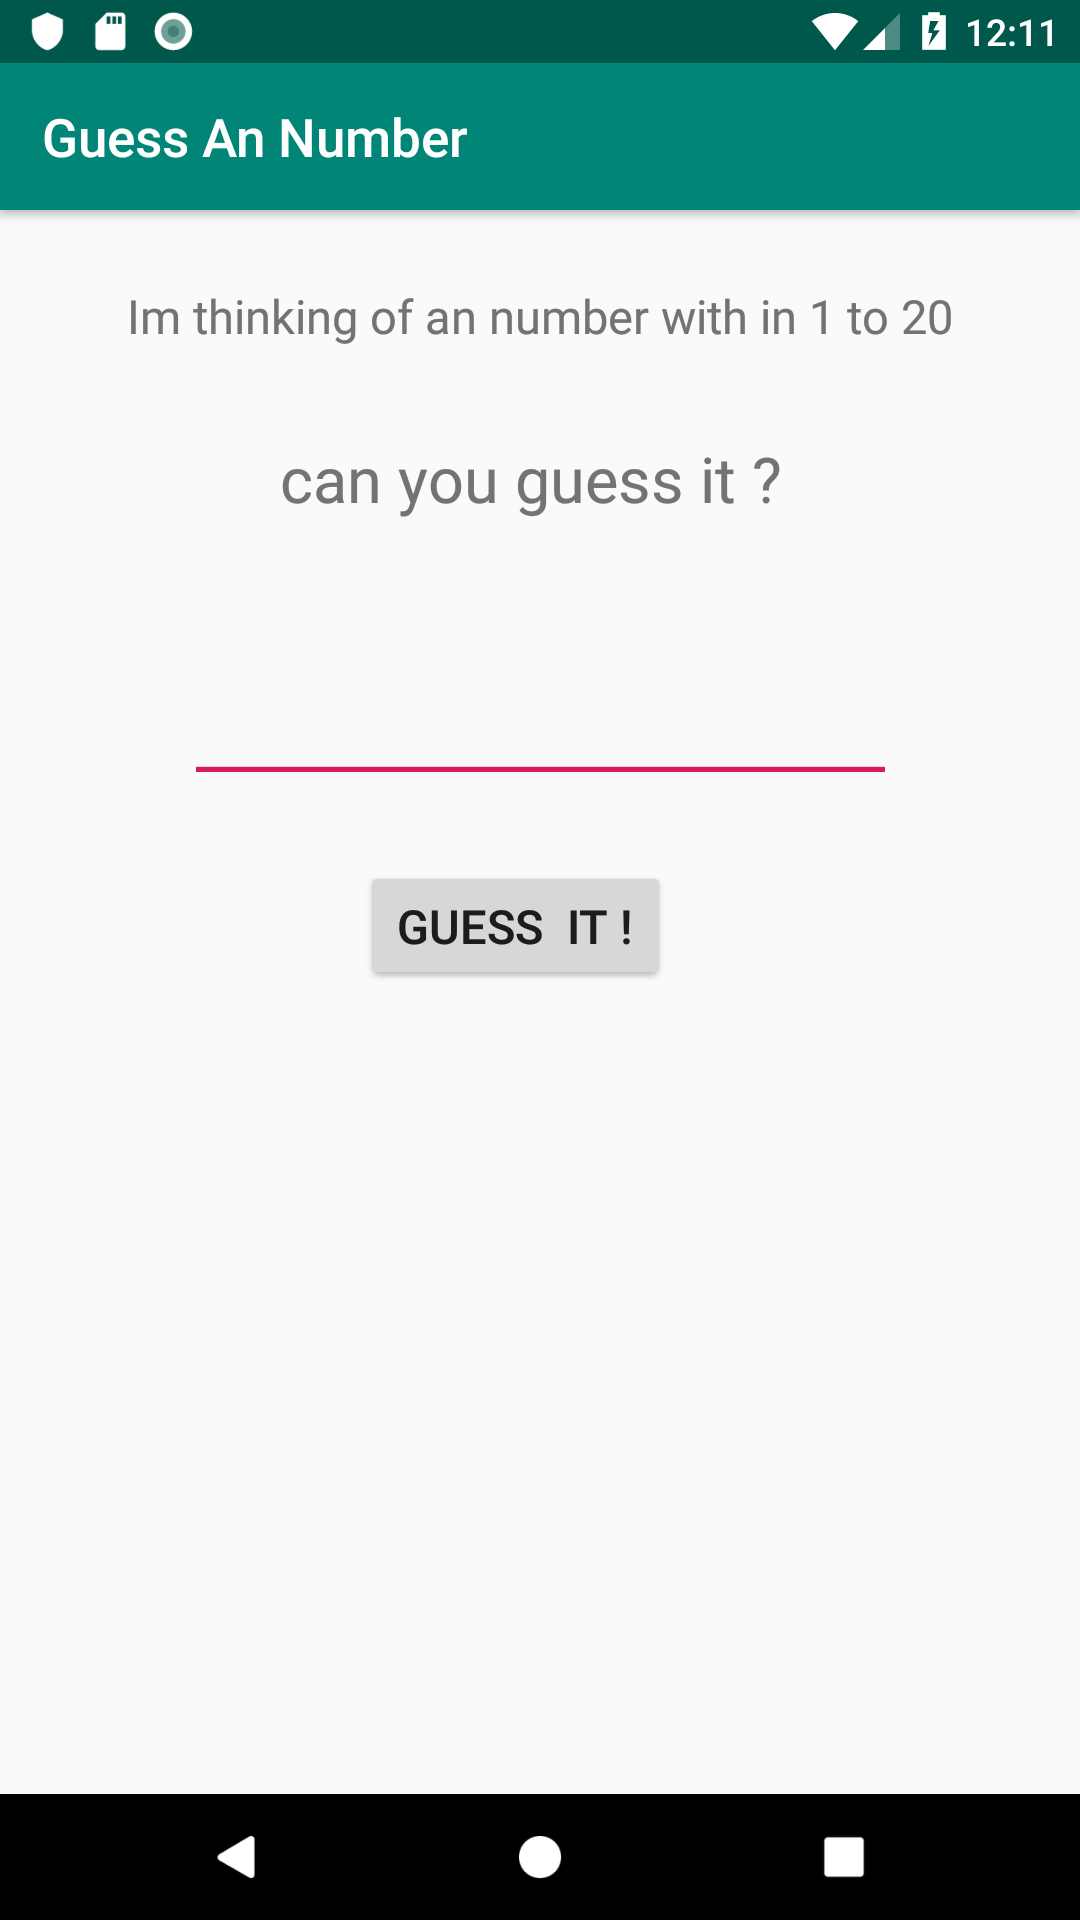 12:11
Guess An Number
Im thinking of an number with in 1 to 20
can you guess it ?
GUESS  IT !